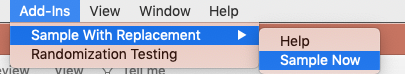 Add-Ins View Window Help
Sample With Replacement
Help
Randomization Testing
Sample Now
view Tell me